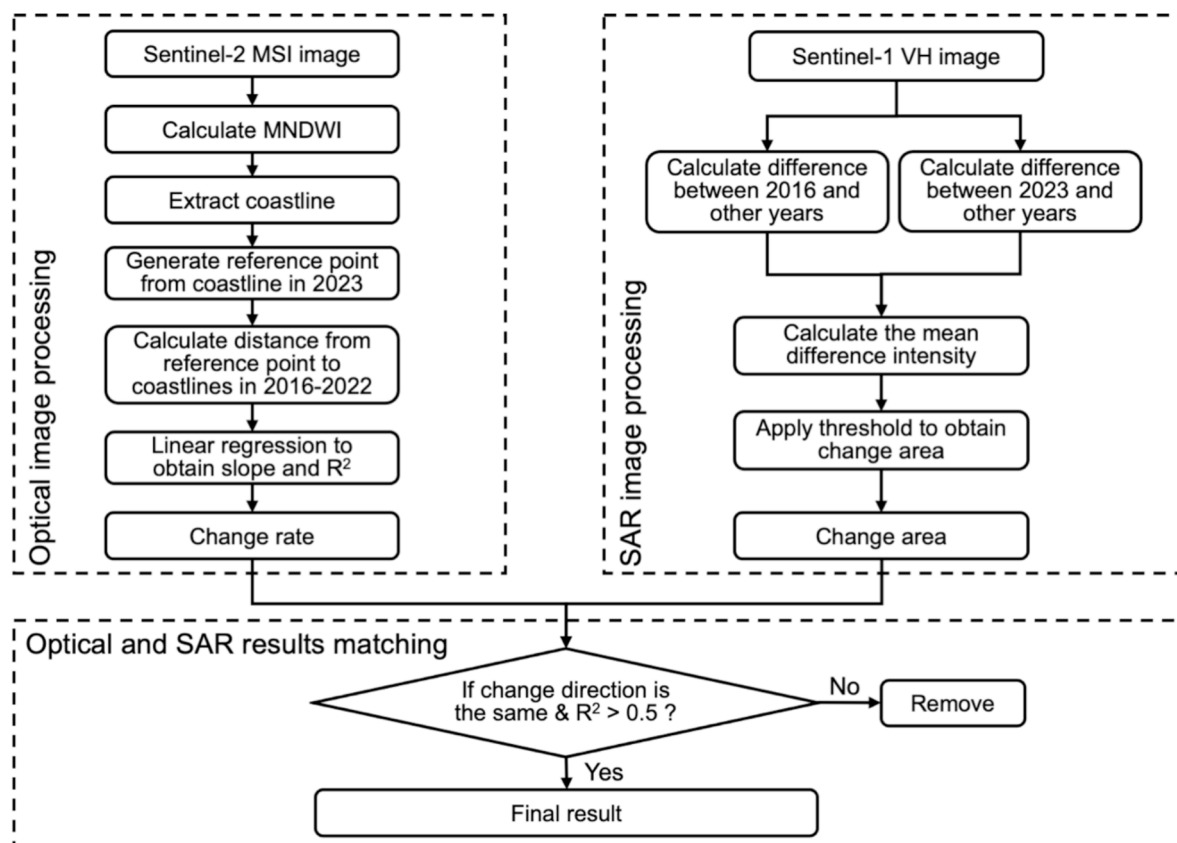 Optical image processing
Sentinel-2 MSI image
Calculate MNDWI
Extract coastline
Generate reference point
from coastline in 2023
Calculate distance from
reference point to
coastlines in 2016-2022
Linear regression to
obtain slope and R²
Change rate
SAR image processing
Sentinel-1 VH image
Calculate difference
between 2016 and
other years
Calculate difference
between 2023 and
other years
Calculate the mean
difference intensity
Apply threshold to obtain
change area
Change area
Optical and SAR results matching
If change direction is
the same & R² > 0.5 ?
No
Remove
Yes
Final result